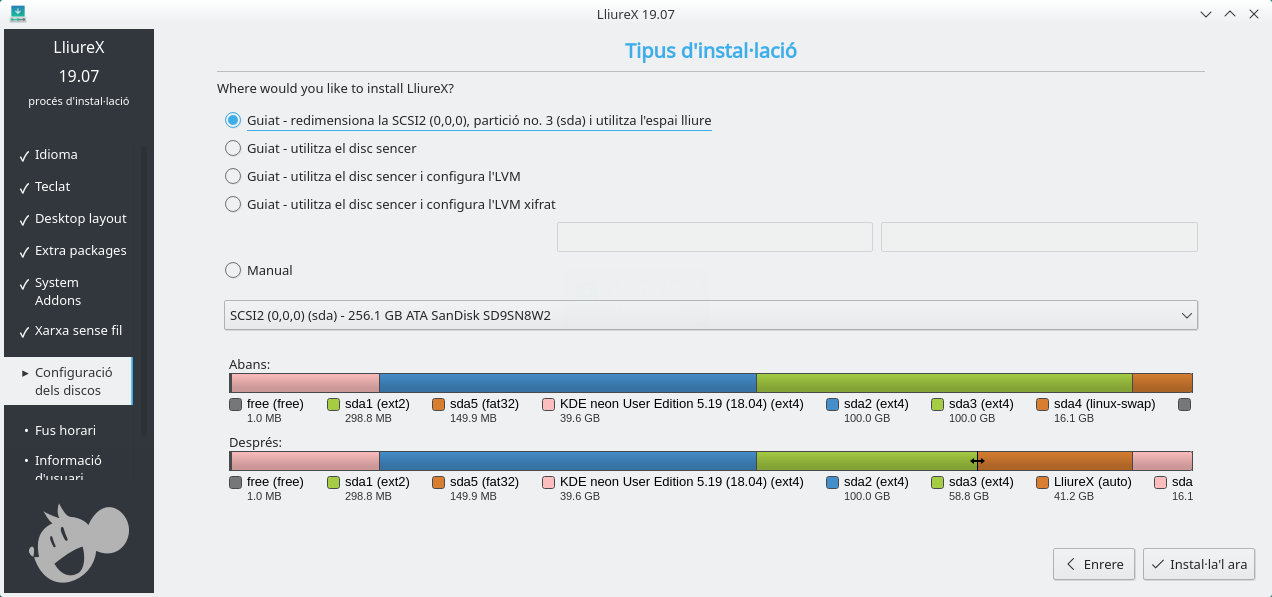 LliureX 19.07
LliureX
19.07
procés d'instal·lació
✓ Idioma
✓ Teclat
✓ Desktop layout
✓ Extra packages
✓ System
Addons
✓ Xarxa sense fil
▸ Configuració
dels discos
• Fus horari
• Informació
d'usuari
Tipus d'instal·lació
Where would you like to install LliureX?
Guiat - redimensiona la SCSI2 (0,0,0), partició no. 3 (sda) i utilitza l'espai lliure
Guiat - utilitza el disc sencer
Guiat - utilitza el disc sencer i configura l'LVM
Guiat - utilitza el disc sencer i configura l'LVM xifrat
Manual
SCSI2 (0,0,0) (sda) - 256.1 GB ATA SanDisk SD9SN8W2
Abans:
free (free) sda1 (ext2) sda5 (fat32) KDE neon User Edition 5.19 (18.04) (ext4) sda2 (ext4) sda3 (ext4) sda4 (linux-swap)
1.0 MB 298.8 MB 149.9 MB 39.6 GB 100.0 GB 100.0 GB 16.1 GB
Després:
free (free) sda1 (ext2) sda5 (fat32) KDE neon User Edition 5.19 (18.04) (ext4) sda2 (ext4) sda3 (ext4) LliureX (auto) sda
1.0 MB 298.8 MB 149.9 MB 39.6 GB 100.0 GB 58.8 GB 41.2 GB 16.1
Enrere Instal·la'l ara